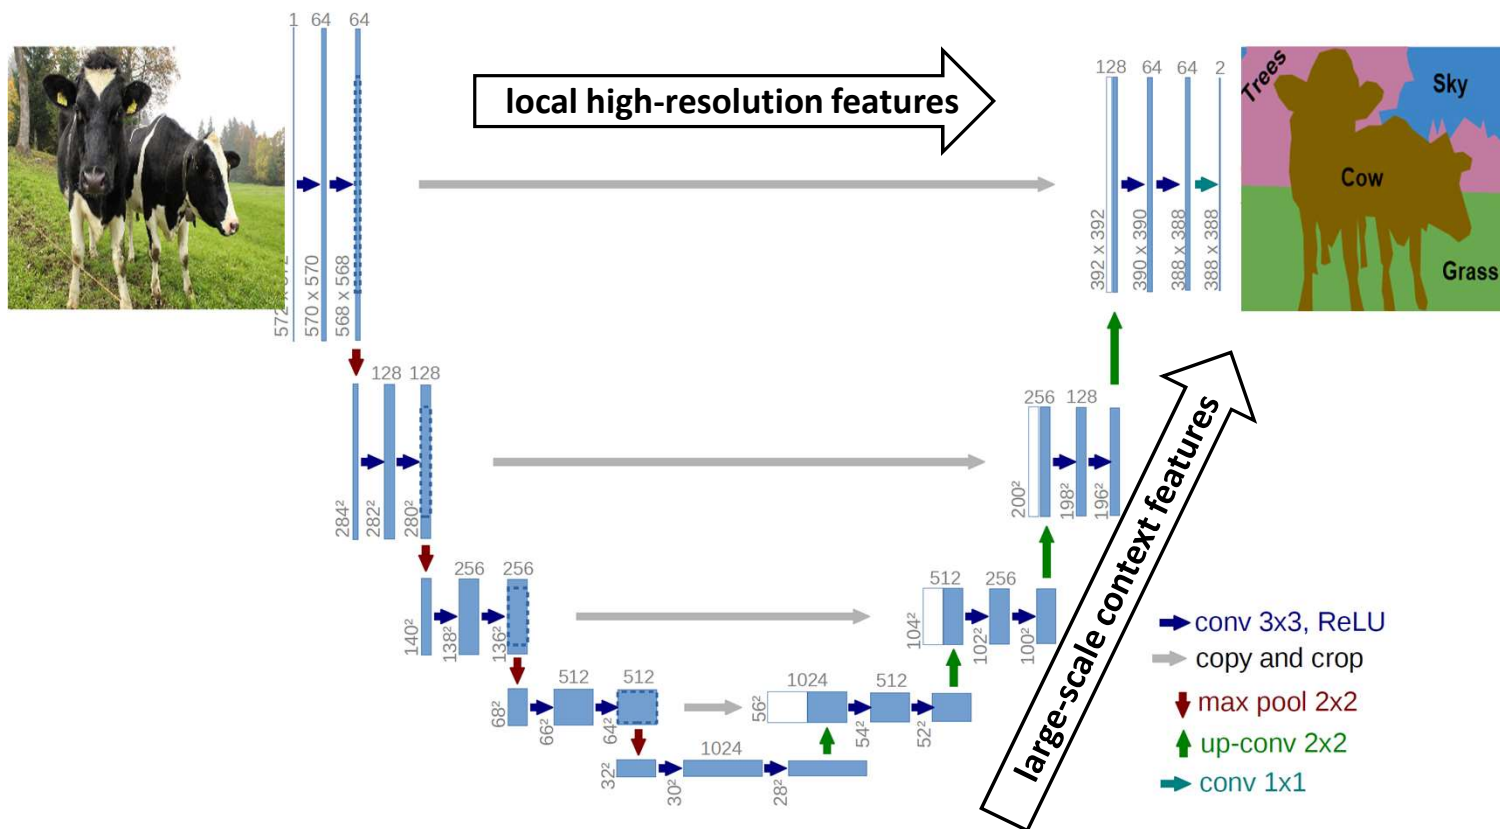 1 64 64
local high-resolution features
128 64 64 2
Trees
Sky
Cow
Grass
570 x 570
568 x 568
392 x 392
390 x 390
388 x 388
388 x 388
128 128
256 128
284²
282²
280²
200²
198²
196²
large-scale context features
256 256
512 256
140²
138²
136²
104²
102²
100²
512 512
1024 512
68²
66²
64²
56²
54²
52²
1024
32²
30²
28²
conv 3x3, ReLU
copy and crop
max pool 2x2
up-conv 2x2
conv 1x1